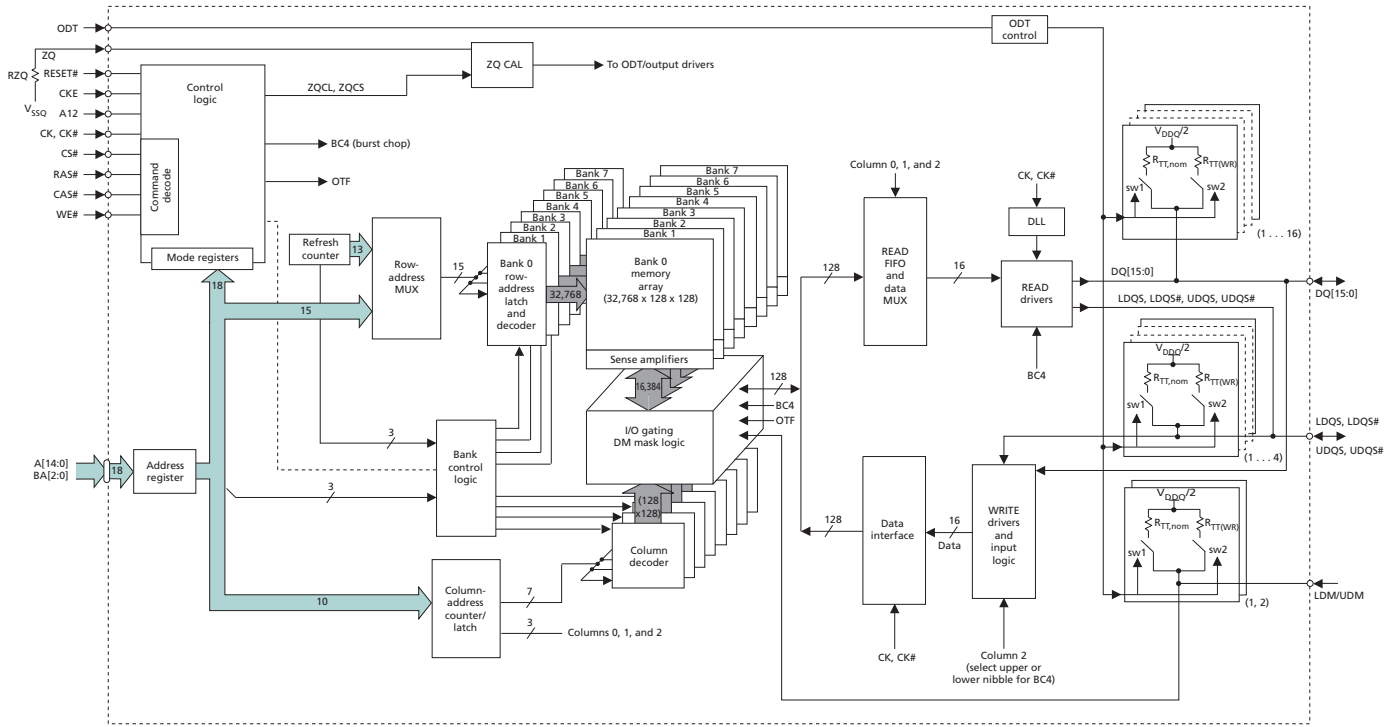 ODT
ODT
control
ZQ
RZQ
RESET#
CKE
VSSQ
A12
CK, CK#
CS#
RAS#
CAS#
WE#
Control
logic
Command
decode
Mode registers
ZQCL, ZQCS
ZQ CAL
To ODT/output drivers
BC4 (burst chop)
OTF
Refresh
counter
13
Row-
address
MUX
15
15
18
Bank 7
Bank 6
Bank 5
Bank 4
Bank 3
Bank 2
Bank 1
Bank 0
row-
address
latch
and
decoder
32,768
Bank 7
Bank 6
Bank 5
Bank 4
Bank 3
Bank 2
Bank 1
Bank 0
memory
array
(32,768 x 128 x 128)
Sense amplifiers
16,384
I/O gating
DM mask logic
128
BC4
OTF
A[14:0]
BA[2:0]
18
Address
register
3
3
Bank
control
logic
(128
x128)
Column
decoder
10
Column-
address
counter/
latch
7
3
Columns 0, 1, and 2
Column 0, 1, and 2
128
READ
FIFO
and
data
MUX
16
CK, CK#
DLL
READ
drivers
BC4
DQ[15:0]
LDQS, LDQS#, UDQS, UDQS#
128
Data
interface
CK, CK#
16
Data
WRITE
drivers
and
input
logic
Column 2
(select upper or
lower nibble for BC4)
VDDQ/2
RTT,nom
RTT(WR)
sw1
sw2
(1 . . . 16)
DQ[15:0]
VDDQ/2
RTT,nom
RTT(WR)
sw1
sw2
(1 . . . 4)
LDQS, LDQS#
UDQS, UDQS#
VDDQ/2
RTT,nom
RTT(WR)
sw1
sw2
(1, 2)
LDM/UDM